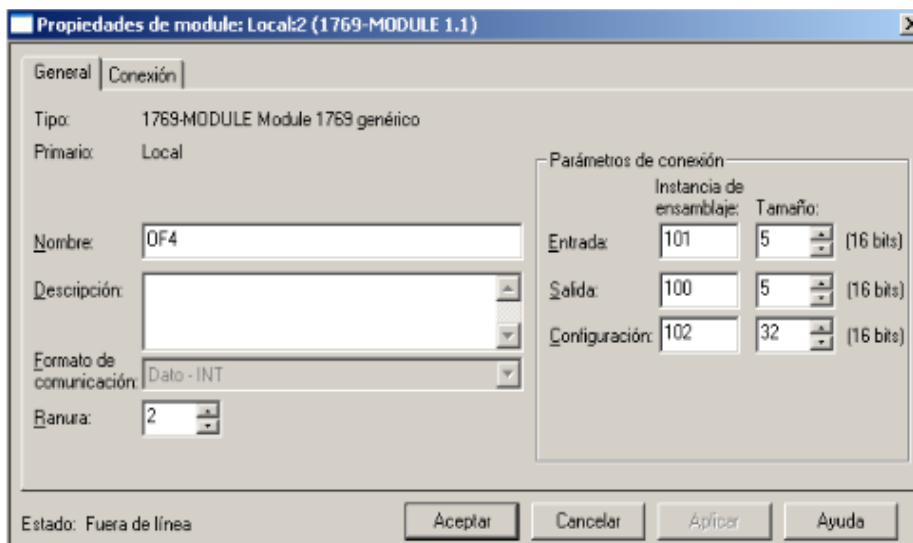 Propiedades de module: Local:2 (1769-MODULE 1.1)
General
Conexión
Tipo: 1769-MODULE Module 1769 genérico
Primario: Local
Parámetros de conexión
Instancia de
ensamblaje: Tamaño:
Nombre: OF4
Entrada: 101 5 (16 bits)
Descripción:
Salida: 100 5 (16 bits)
Configuración: 102 32 (16 bits)
Formato de
comunicación: Dato - INT
Ranura: 2
Estado: Fuera de línea
Aceptar
Cancelar
Aplicar
Ayuda